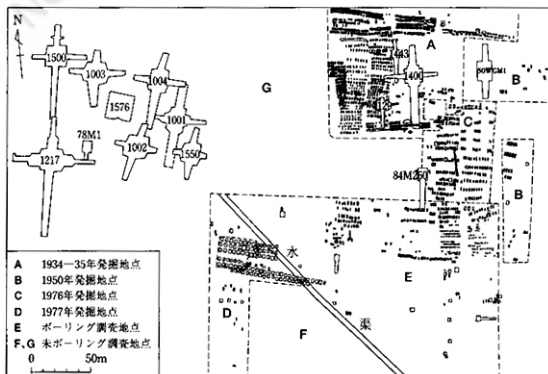 N
1500
1003
1004
1576
1001
1002
550
78M1
1217
G
A
1443
1400
50WGM1
B
C
84M260
B
水
渠
E
D
F
A 1934―35年発掘地点
B 1950年発掘地点
C 1976年発掘地点
D 1977年発掘地点
E ボーリング調査地点
F,G 未ボーリング調査地点
0 50m